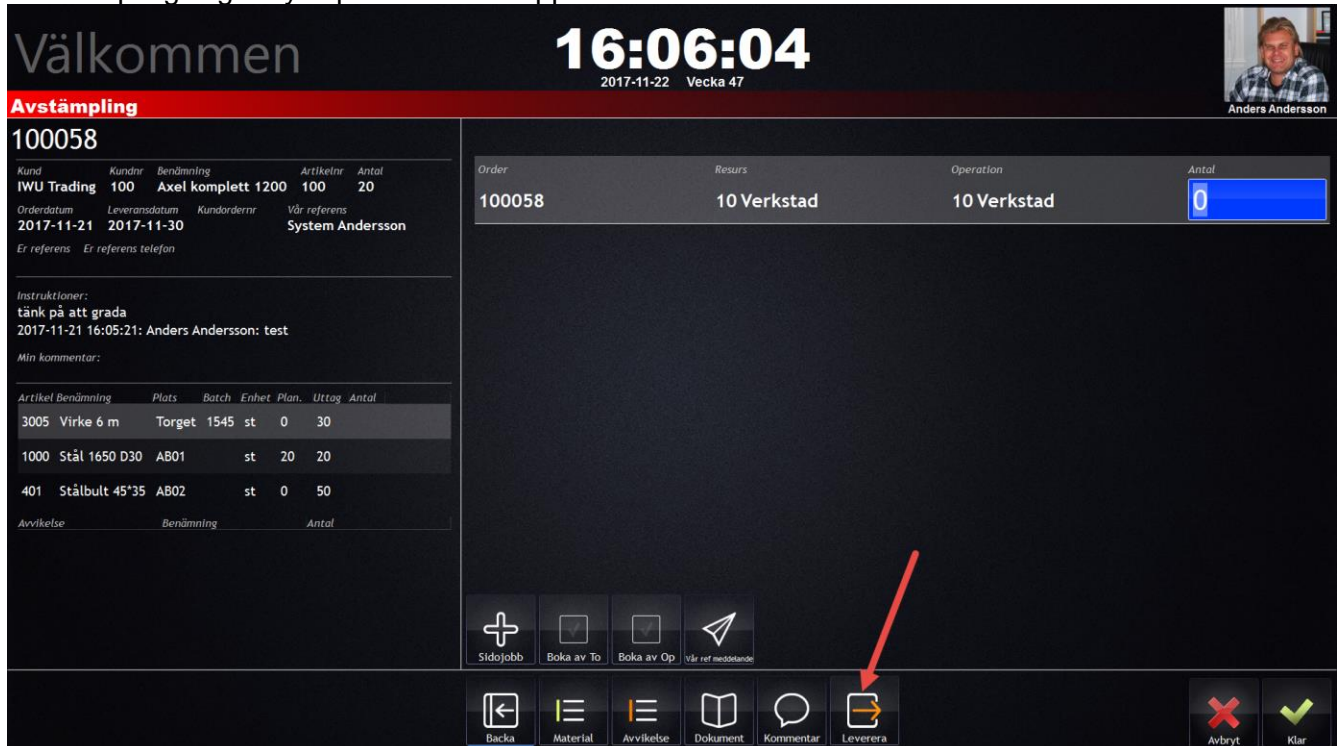 Välkommen
16:06:04
2017-11-22 Vecka 47
Avstämpling
Anders Andersson
100058
Kund Kundnr Benämning Artikelnr Antal
IWU Trading 100 Axel komplett 1200 100 20
Orderdatum Leveransdatum Kundordernr Vår referens
2017-11-21 2017-11-30 System Andersson
Er referens Er referens telefon
Instruktioner:
tänk på att grada
2017-11-21 16:05:21: Anders Andersson: test
Min kommentar:
Artikel Benämning Plats Batch Enhet Plan. Uttag Antal
3005 Virke 6 m Torget 1545 st 0 30
1000 Stål 1650 D30 AB01 st 20 20
401 Stålbult 45*35 AB02 st 0 50
Avvikelse Benämning Antal
Order Resurs Operation Antal
100058 10 Verkstad 10 Verkstad 0
Sidojobb Boka av To Boka av Op Vår ref meddelande
Backa Material Avvikelse Dokument Kommentar Leverera Avbryt Klar